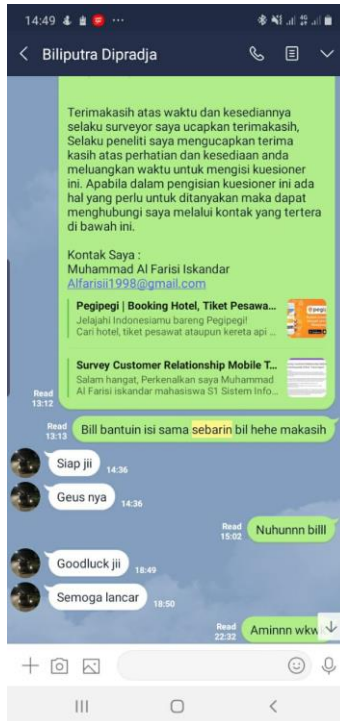 14:49
Biliputra Dipradja
Terimakasih atas waktu dan kesediannya
selaku surveyor saya ucapkan terimakasih,
Selaku peneliti saya mengucapkan terima
kasih atas perhatian dan kesediaan anda
meluangkan waktu untuk mengisi kuesioner
ini. Apabila dalam pengisian kuesioner ini ada
hal yang perlu untuk ditanyakan maka dapat
menghubungi saya melalui kontak yang tertera
di bawah ini.
Kontak Saya :
Muhammad Al Farisi Iskandar
Alfarisii1998@gmail.com
Pegipegi | Booking Hotel, Tiket Pesawa...
Jelajahi Indonesiamu bareng Pegipegi!
Cari hotel, tiket pesawat ataupun kereta api ...
Survey Customer Relationship Mobile T...
Salam hangat, Perkenalkan saya Muhammad
Al Farisi iskandar mahasiswa S1 Sistem Info...
Read
13:12
Read
13:13
Bill bantuin isi sama sebarin bil hehe makasih
Siap jii
14:36
Geus nya
14:36
Read
15:02
Nuhunnn billl
Goodluck jii
18:49
Semoga lancar
18:50
Read
22:32
Aminnn wkw